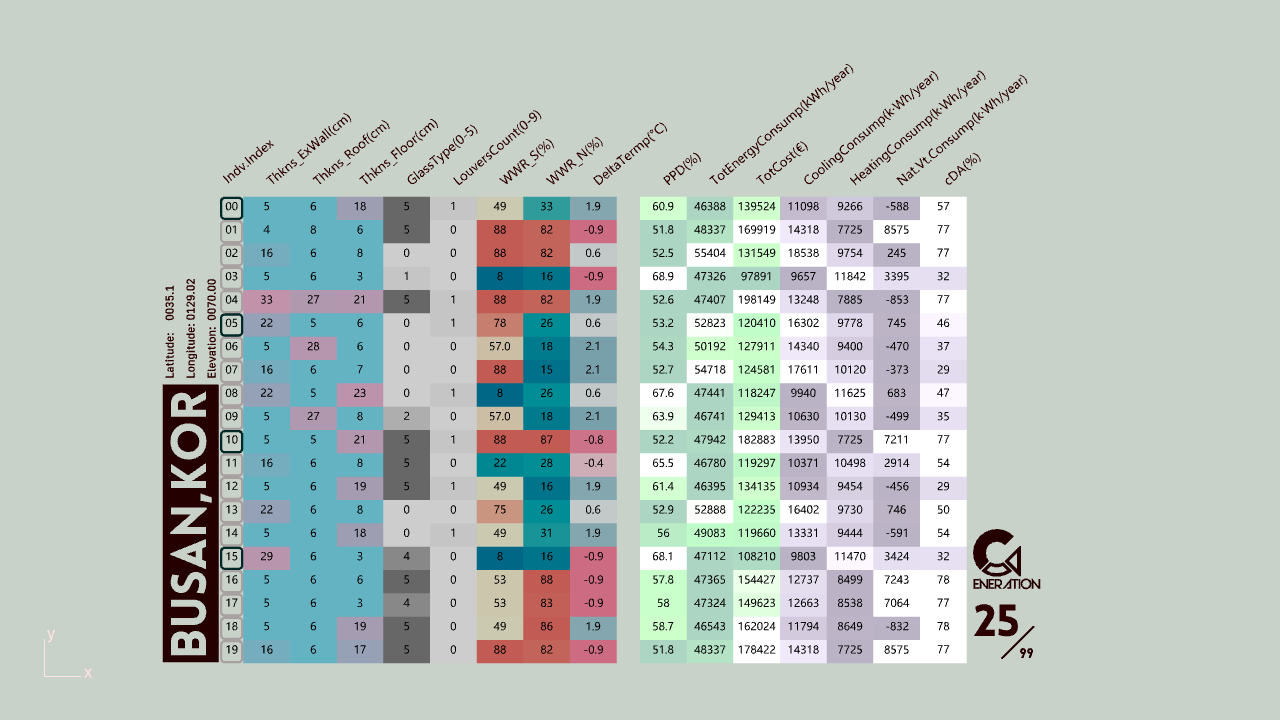 Indv.Index Thkns_ExWall(cm) Thkns_Roof(cm) Thkns_Floor(cm) GlassType(0-5) LouversCount(0-9) WWR_S(%) WWR_N(%) DeltaTermp(°C) PPD(%) TotEnergyConsump(kWh/year) TotCost(€) CoolingConsump(k·Wh/year) HeatingConsump(k·Wh/year) Nat.Vt.Consump(k·Wh/year) cDA(%)
00 5 6 18 5 1 49 33 1.9 60.9 46388 139524 11098 9266 -588 57
01 4 8 6 5 0 88 82 -0.9 51.8 48337 169919 14318 7725 8575 77
02 16 6 8 0 0 88 82 0.6 52.5 55404 131549 18538 9754 245 77
03 5 6 3 1 0 8 16 -0.9 68.9 47326 97891 9657 11842 3395 32
04 33 27 21 5 1 88 82 1.9 52.6 47407 198149 13248 7885 -853 77
05 22 5 6 0 1 78 26 0.6 53.2 52823 120410 16302 9778 745 46
06 5 28 6 0 0 57.0 18 2.1 54.3 50192 127911 14340 9400 -470 37
07 16 6 7 0 0 88 15 2.1 52.7 54718 124581 17611 10120 -373 29
08 22 5 23 0 1 8 26 0.6 67.6 47441 118247 9940 11625 683 47
09 5 27 8 2 0 57.0 18 2.1 63.9 46741 129413 10630 10130 -499 35
10 5 5 21 5 1 88 87 -0.8 52.2 47942 182883 13950 7725 7211 77
11 16 6 8 5 0 22 28 -0.4 65.5 46780 119297 10371 10498 2914 54
12 5 6 19 5 1 49 16 1.9 61.4 46395 134135 10934 9454 -456 29
13 22 6 8 0 0 75 26 0.6 52.9 52888 122235 16402 9730 746 50
14 5 6 18 0 1 49 31 1.9 56 49083 119660 13331 9444 -591 54
15 29 6 3 4 0 8 16 -0.9 68.1 47112 108210 9803 11470 3424 32
16 5 6 6 5 0 53 88 -0.9 57.8 47365 154427 12737 8499 7243 78
17 5 6 3 4 0 53 83 -0.9 58 47324 149623 12663 8538 7064 77
18 5 6 19 5 0 49 86 1.9 58.7 46543 162024 11794 8649 -832 78
19 16 6 17 5 0 88 82 -0.9 51.8 48337 178422 14318 7725 8575 77
Latitude: 0035.1
Longitude: 0129.02
Elevation: 0070.00
BUSAN,KOR
GENERATION
25/99
y
x